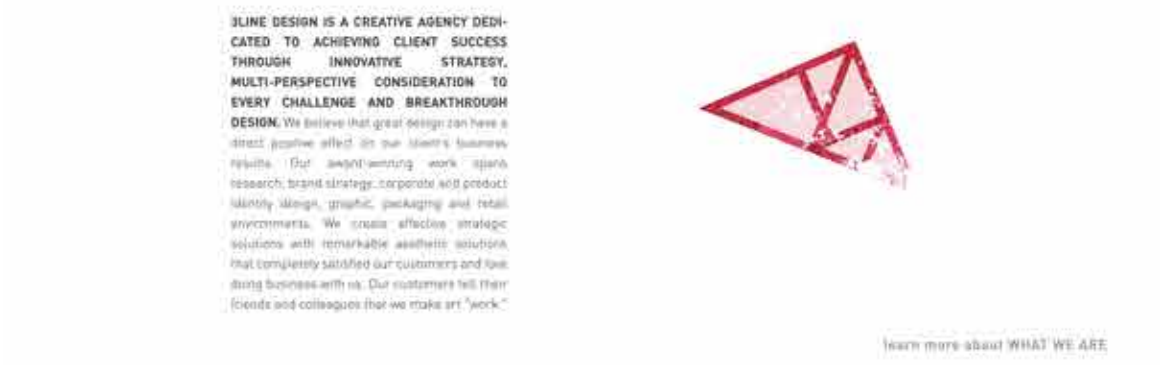 3LINE DESIGN IS A CREATIVE AGENCY DEDI-
CATED TO ACHIEVING CLIENT SUCCESS
THROUGH INNOVATIVE STRATEGY,
MULTI-PERSPECTIVE CONSIDERATION TO
EVERY CHALLENGE AND BREAKTHROUGH
DESIGN. We believe that great design can have a
direct positive effect on our client's business
results. Our award-winning work spans
research, brand strategy, corporate and product
identity design, graphic, packaging and retail
environments. We create effective strategic
solutions with remarkable aesthetic solutions
that completely satisfied our customers and love
doing business with us. Our customers tell their
friends and colleagues that we make art "work."
learn more about WHAT WE ARE